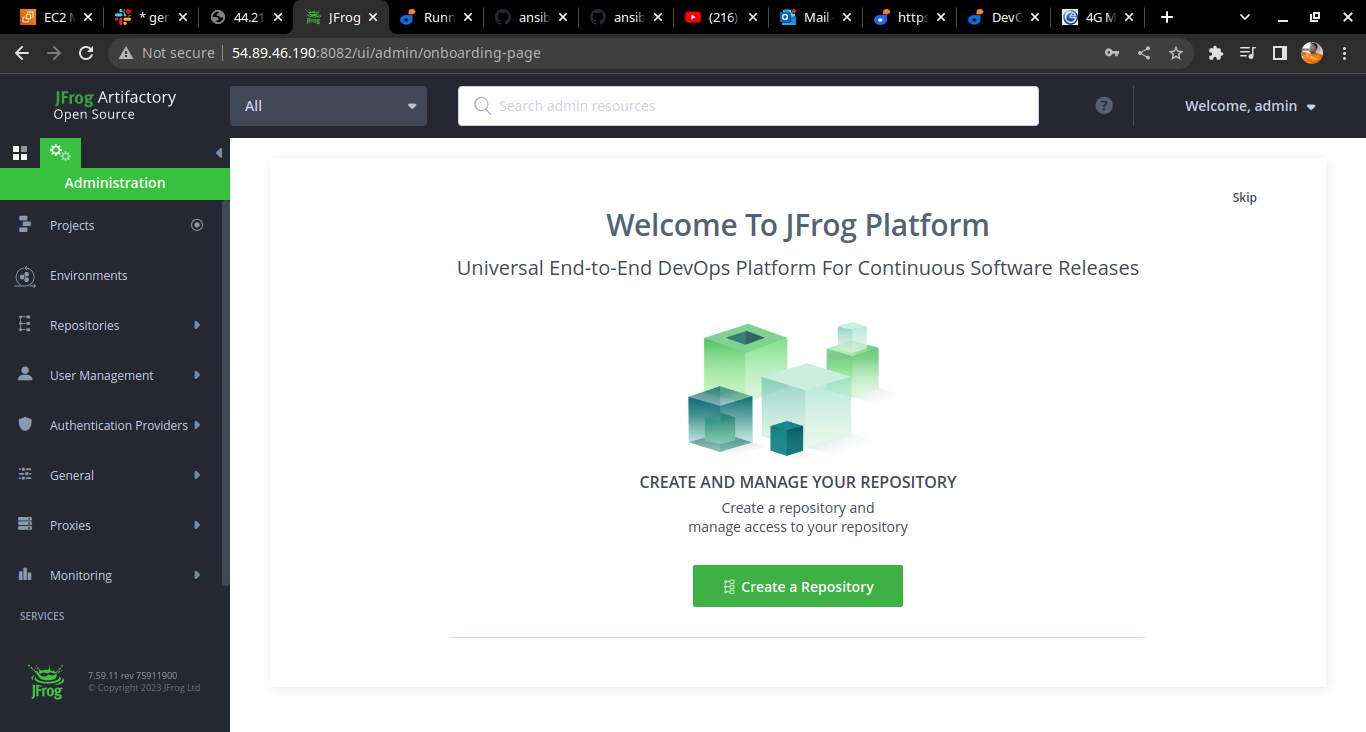 EC2 M
* gen
44.21
JFrog
Runn
ansib
ansib
(216)
Mail
https
DevO
4G M
Not secure | 54.89.46.190:8082/ui/admin/onboarding-page
JFrog Artifactory
Open Source
All
Search admin resources
?
Welcome, admin
Administration
Projects
Environments
Repositories
User Management
Authentication Providers
General
Proxies
Monitoring
SERVICES
JFrog
7.59.11 rev 75911900
© Copyright 2023 JFrog Ltd
Skip
Welcome To JFrog Platform
Universal End-to-End DevOps Platform For Continuous Software Releases
CREATE AND MANAGE YOUR REPOSITORY
Create a repository and
manage access to your repository
Create a Repository